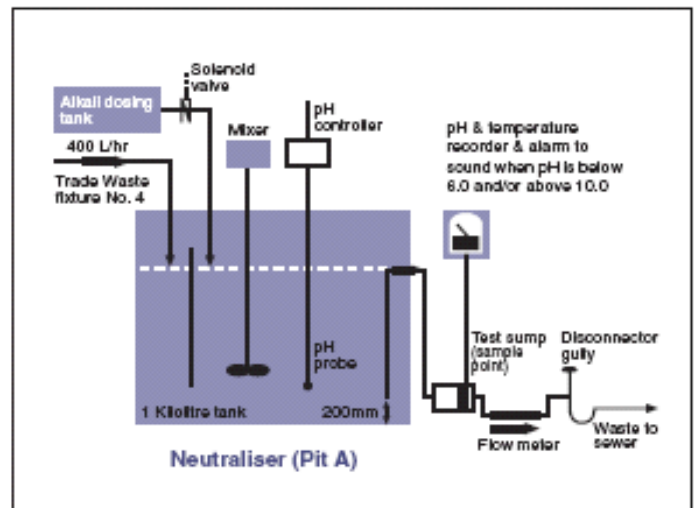 Solenoid
valve
Alkali dosing
tank
pH
controller
Mixer
pH & temperature
recorder & alarm to
sound when pH is below
6.0 and/or above 10.0
400 L/hr
Trade Waste
fixture No. 4
pH
probe
Test sump
(sample
point)
Disconnector
gully
1 Kilolitre tank
200mm
Flow meter
Waste to
sewer
Neutraliser (Pit A)